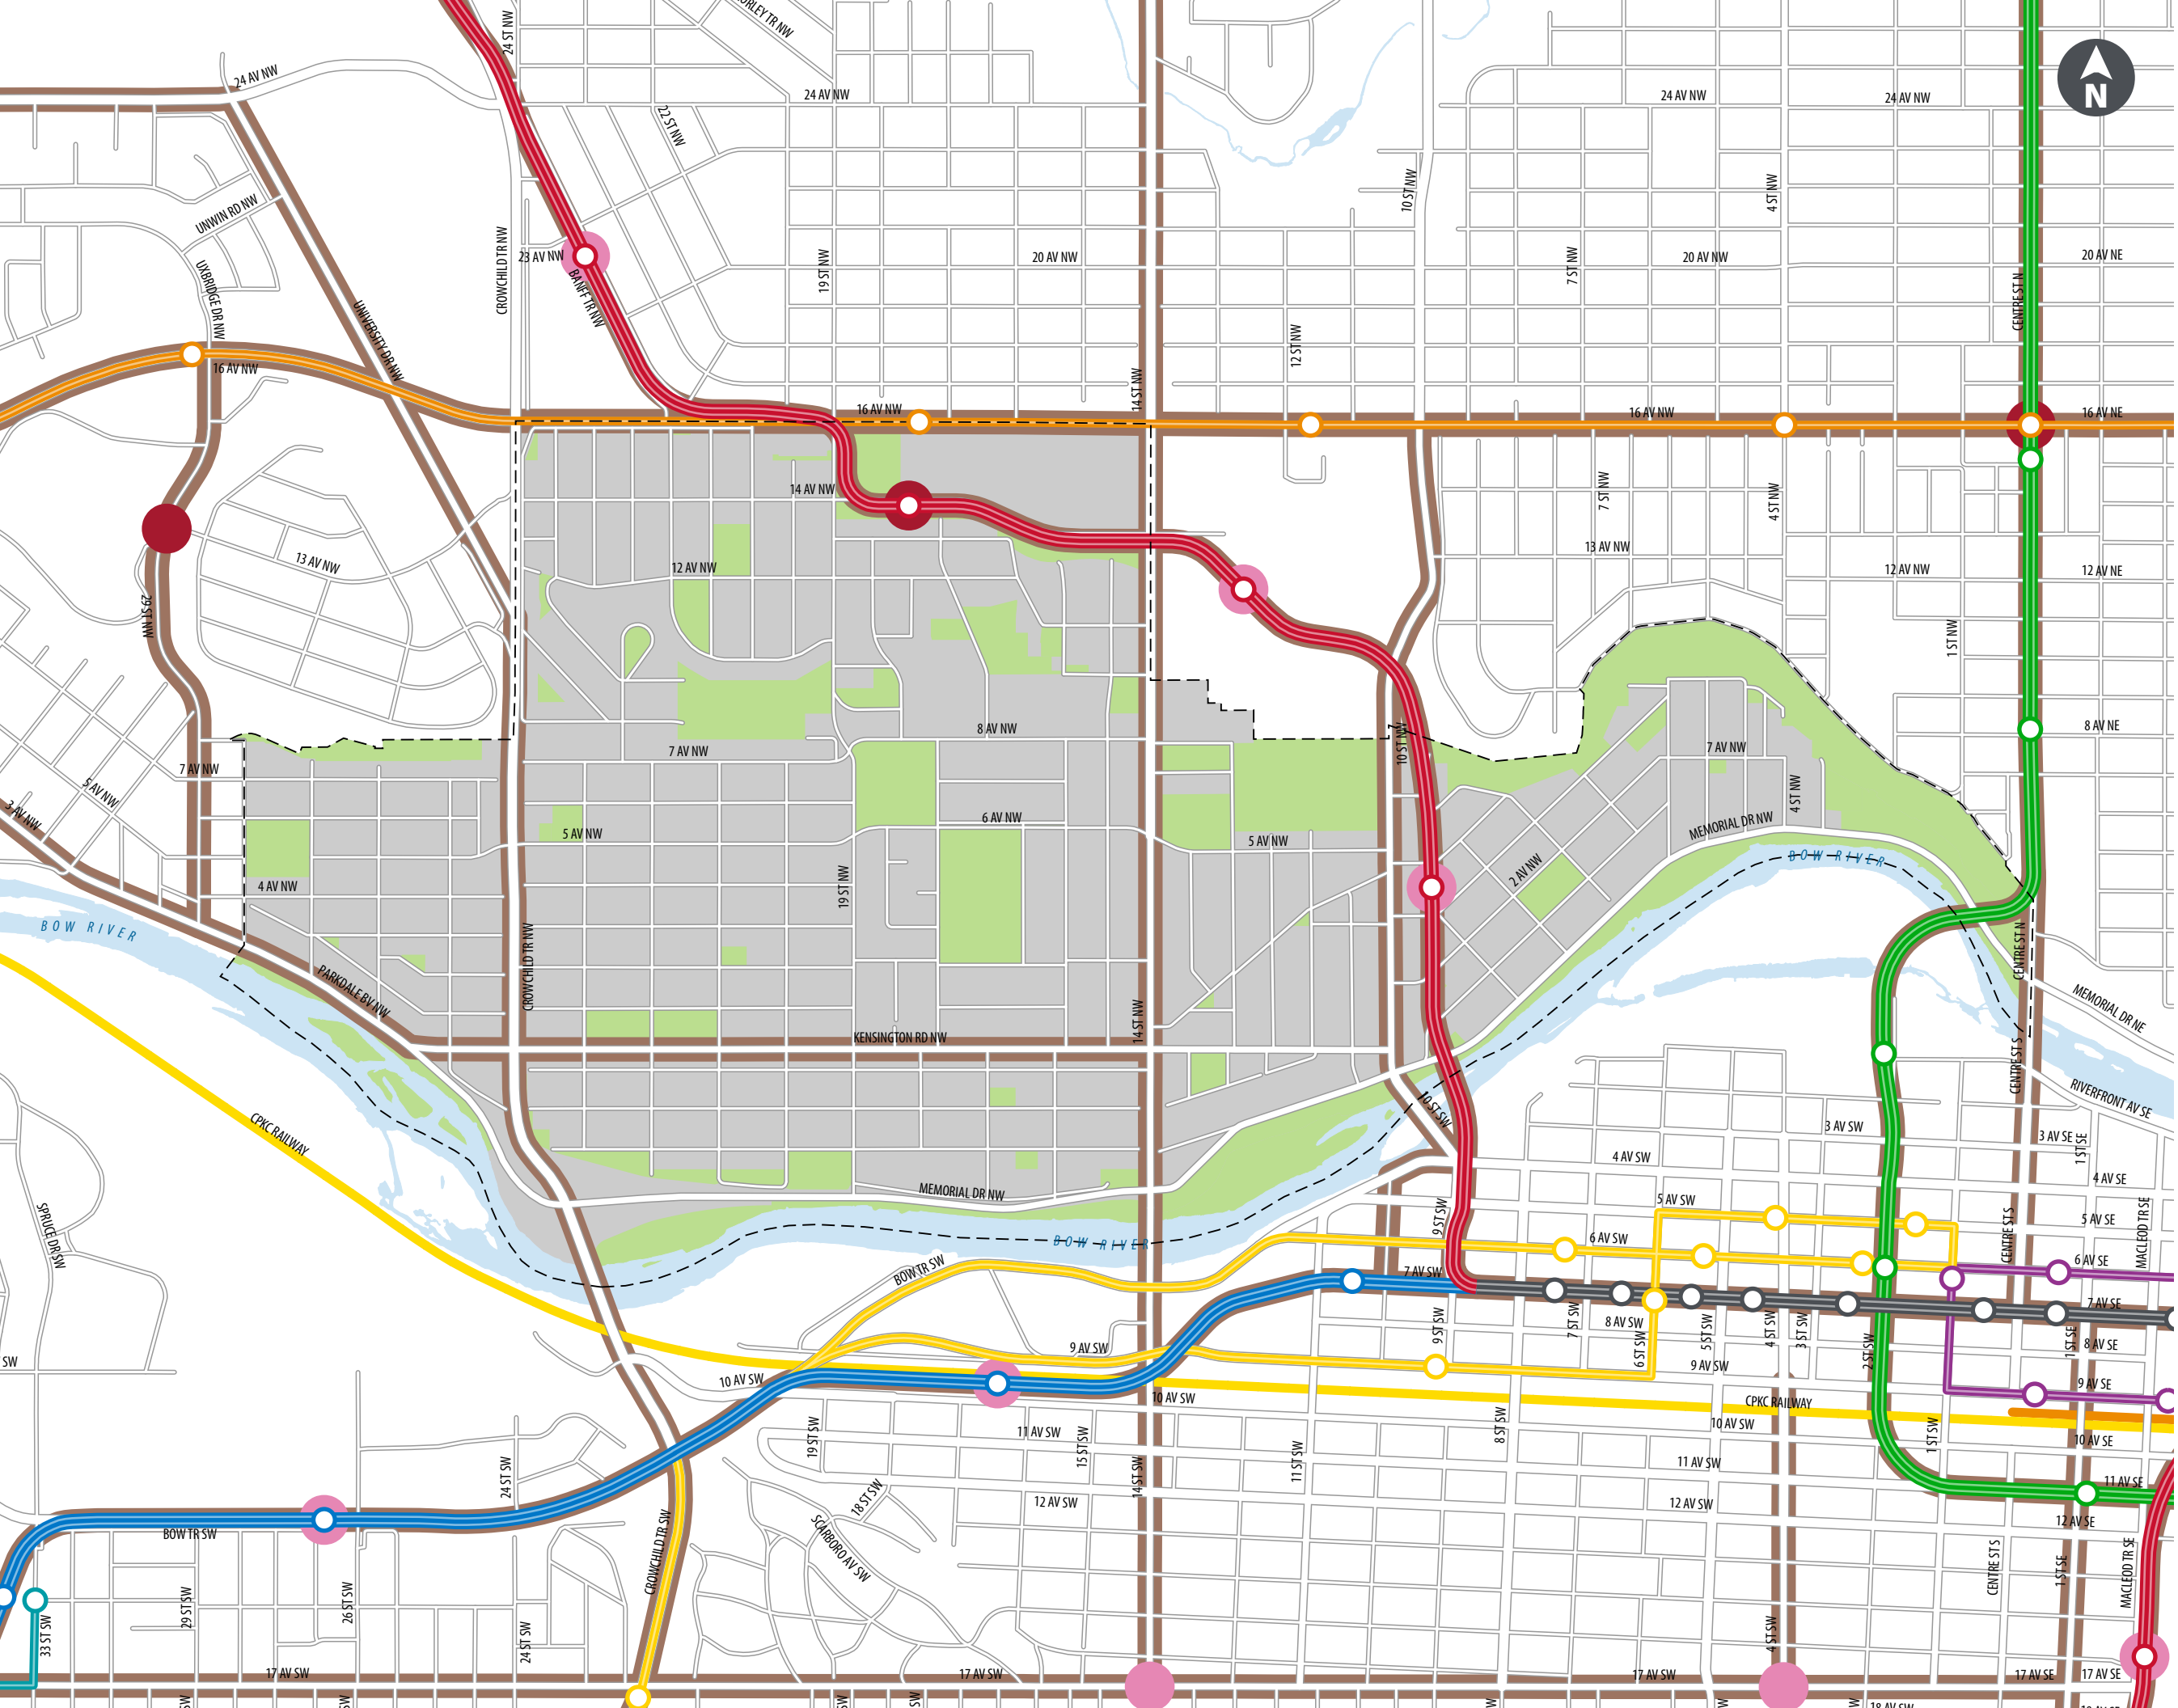 24 ST NW
24 AV NW
22 ST NW
24 AV NW
24 AV NW
24 AV NW
N
10 ST NW
4 ST NW
UNWIN RD NW
CROWCHILD TR NW
23 AV NW
BANFF TR NW
19 ST NW
20 AV NW
7 ST NW
20 AV NW
20 AV NE
CENTRE ST N
UXBRIDGE DR NW
UNIVERSITY DR NW
12 ST NW
16 AV NW
14 ST NW
16 AV NW
16 AV NW
16 AV NE
14 AV NW
7 ST NW
4 ST NW
13 AV NW
12 AV NW
13 AV NW
12 AV NW
12 AV NE
29 ST NW
1 ST NW
8 AV NW
8 AV NE
10 ST NW
7 AV NW
7 AV NW
7 AV NW
5 AV NW
3 AV NW
4 ST NW
5 AV NW
6 AV NW
5 AV NW
MEMORIAL DR NW
BOW RIVER
2 AV NW
4 AV NW
19 ST NW
BOW RIVER
CROWCHILD TR NW
PARKDALE BV NW
CENTRE ST N
14 ST NW
KENSINGTON RD NW
MEMORIAL DR NE
CENTRE ST S
RIVERFRONT AV SE
10 ST SW
CPKC RAILWAY
3 AV SW
3 AV SE
1 ST SE
4 AV SW
4 AV SE
MEMORIAL DR NW
SPRUCE DR SW
5 AV SW
9 ST SW
5 AV SE
CENTRE ST S
MACLEOD TR SE
BOW RIVER
6 AV SW
6 AV SE
BOW TR SW
7 AV SW
7 AV SE
9 ST SW
7 ST SW
8 AV SW
6 ST SW
5 ST SW
4 ST SW
3 ST SW
2 ST SW
1 ST SE
8 AV SE
9 AV SW
SW
9 AV SW
10 AV SW
10 AV SW
9 AV SE
CPKC RAILWAY
10 AV SW
19 ST SW
11 AV SW
15 ST SW
11 ST SW
8 ST SW
1 ST SW
10 AV SE
11 AV SW
24 ST SW
14 ST SW
11 AV SE
18 ST SW
12 AV SW
12 AV SW
12 AV SE
BOW TR SW
CROWCHILD TR SW
SCARBORO AV SW
CENTRE ST S
1 ST SE
MACLEOD TR SE
29 ST SW
26 ST SW
33 ST SW
24 ST SW
4 ST SW
17 AV SW
17 AV SW
17 AV SW
17 AV SE
17 AV SE
SW
SW
SW
SW
SW
SW
SW
18 AV SW